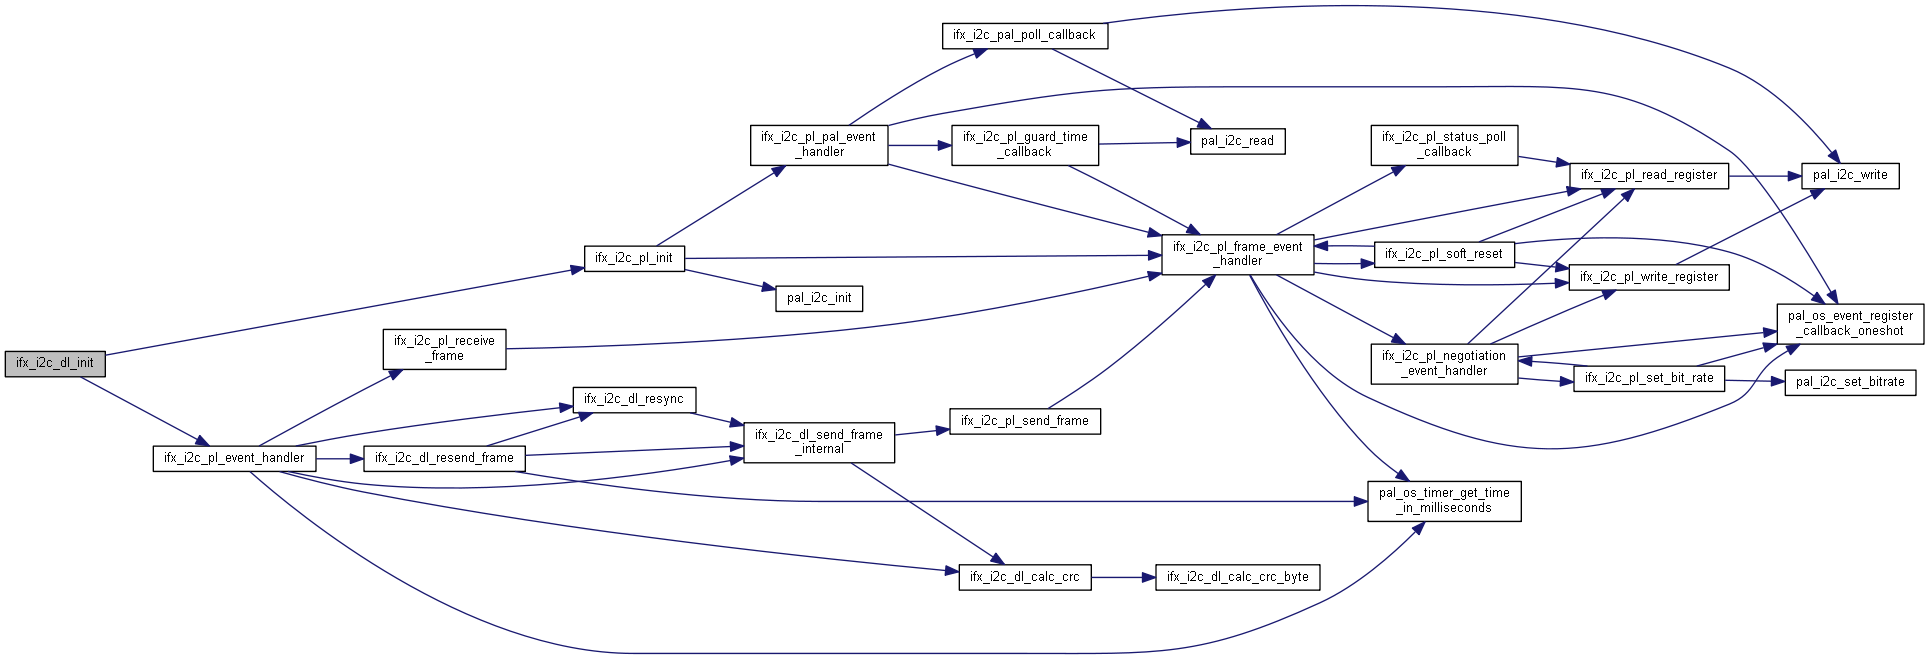 ifx_i2c_pal_poll_callback
ifx_i2c_pl_pal_event
_handler
ifx_i2c_pl_guard_time
_callback
pal_i2c_read
ifx_i2c_pl_status_poll
_callback
ifx_i2c_pl_read_register
pal_i2c_write
ifx_i2c_pl_init
ifx_i2c_pl_frame_event
_handler
ifx_i2c_pl_soft_reset
ifx_i2c_pl_write_register
pal_i2c_init
pal_os_event_register
_callback_oneshot
ifx_i2c_dl_init
ifx_i2c_pl_receive
_frame
ifx_i2c_pl_negotiation
_event_handler
ifx_i2c_pl_set_bit_rate
pal_i2c_set_bitrate
ifx_i2c_dl_resync
ifx_i2c_pl_send_frame
ifx_i2c_dl_send_frame
_internal
ifx_i2c_pl_event_handler
ifx_i2c_dl_resend_frame
pal_os_timer_get_time
_in_milliseconds
ifx_i2c_dl_calc_crc
ifx_i2c_dl_calc_crc_byte